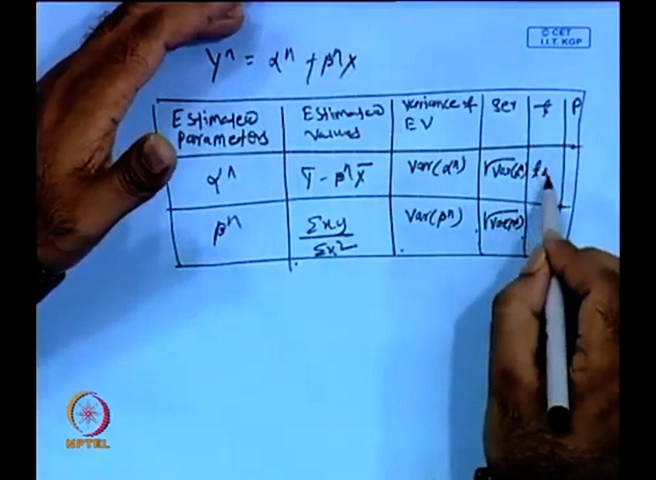 © CET
I.I.T. KGP
Y^ = α^ + β^X
Estimated Parameters | Estimated Values | Variance of EV | Ser | t | P
α^ | Ȳ - β^ X̄ | Var(α^) | √Var(α^) | t
β^ | Σxy / Σx² | Var(β^) | √Var(β^)
NPTEL